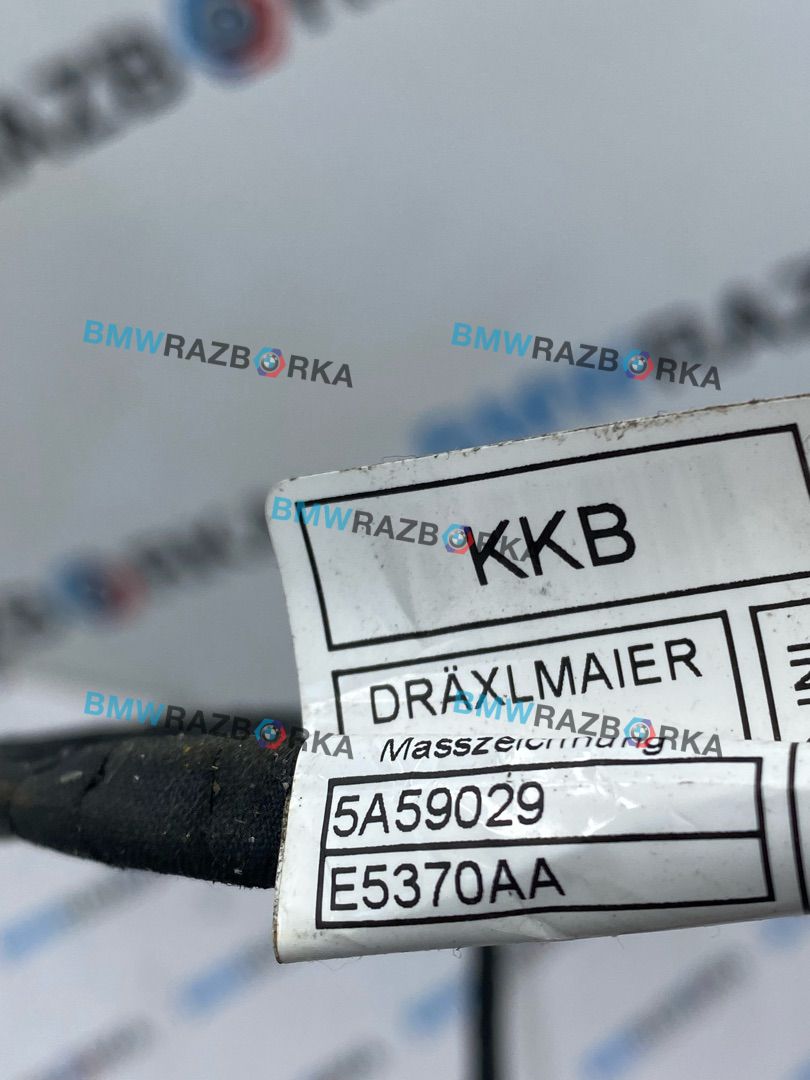 BMWRAZBORKA
BMWRAZBORKA
KKB
BMWRAZBORKA
DRÄXLMAIER
BMWRAZBORKA
BMWRAZBORKA
Masszeichnung
5A59029
E5370AA